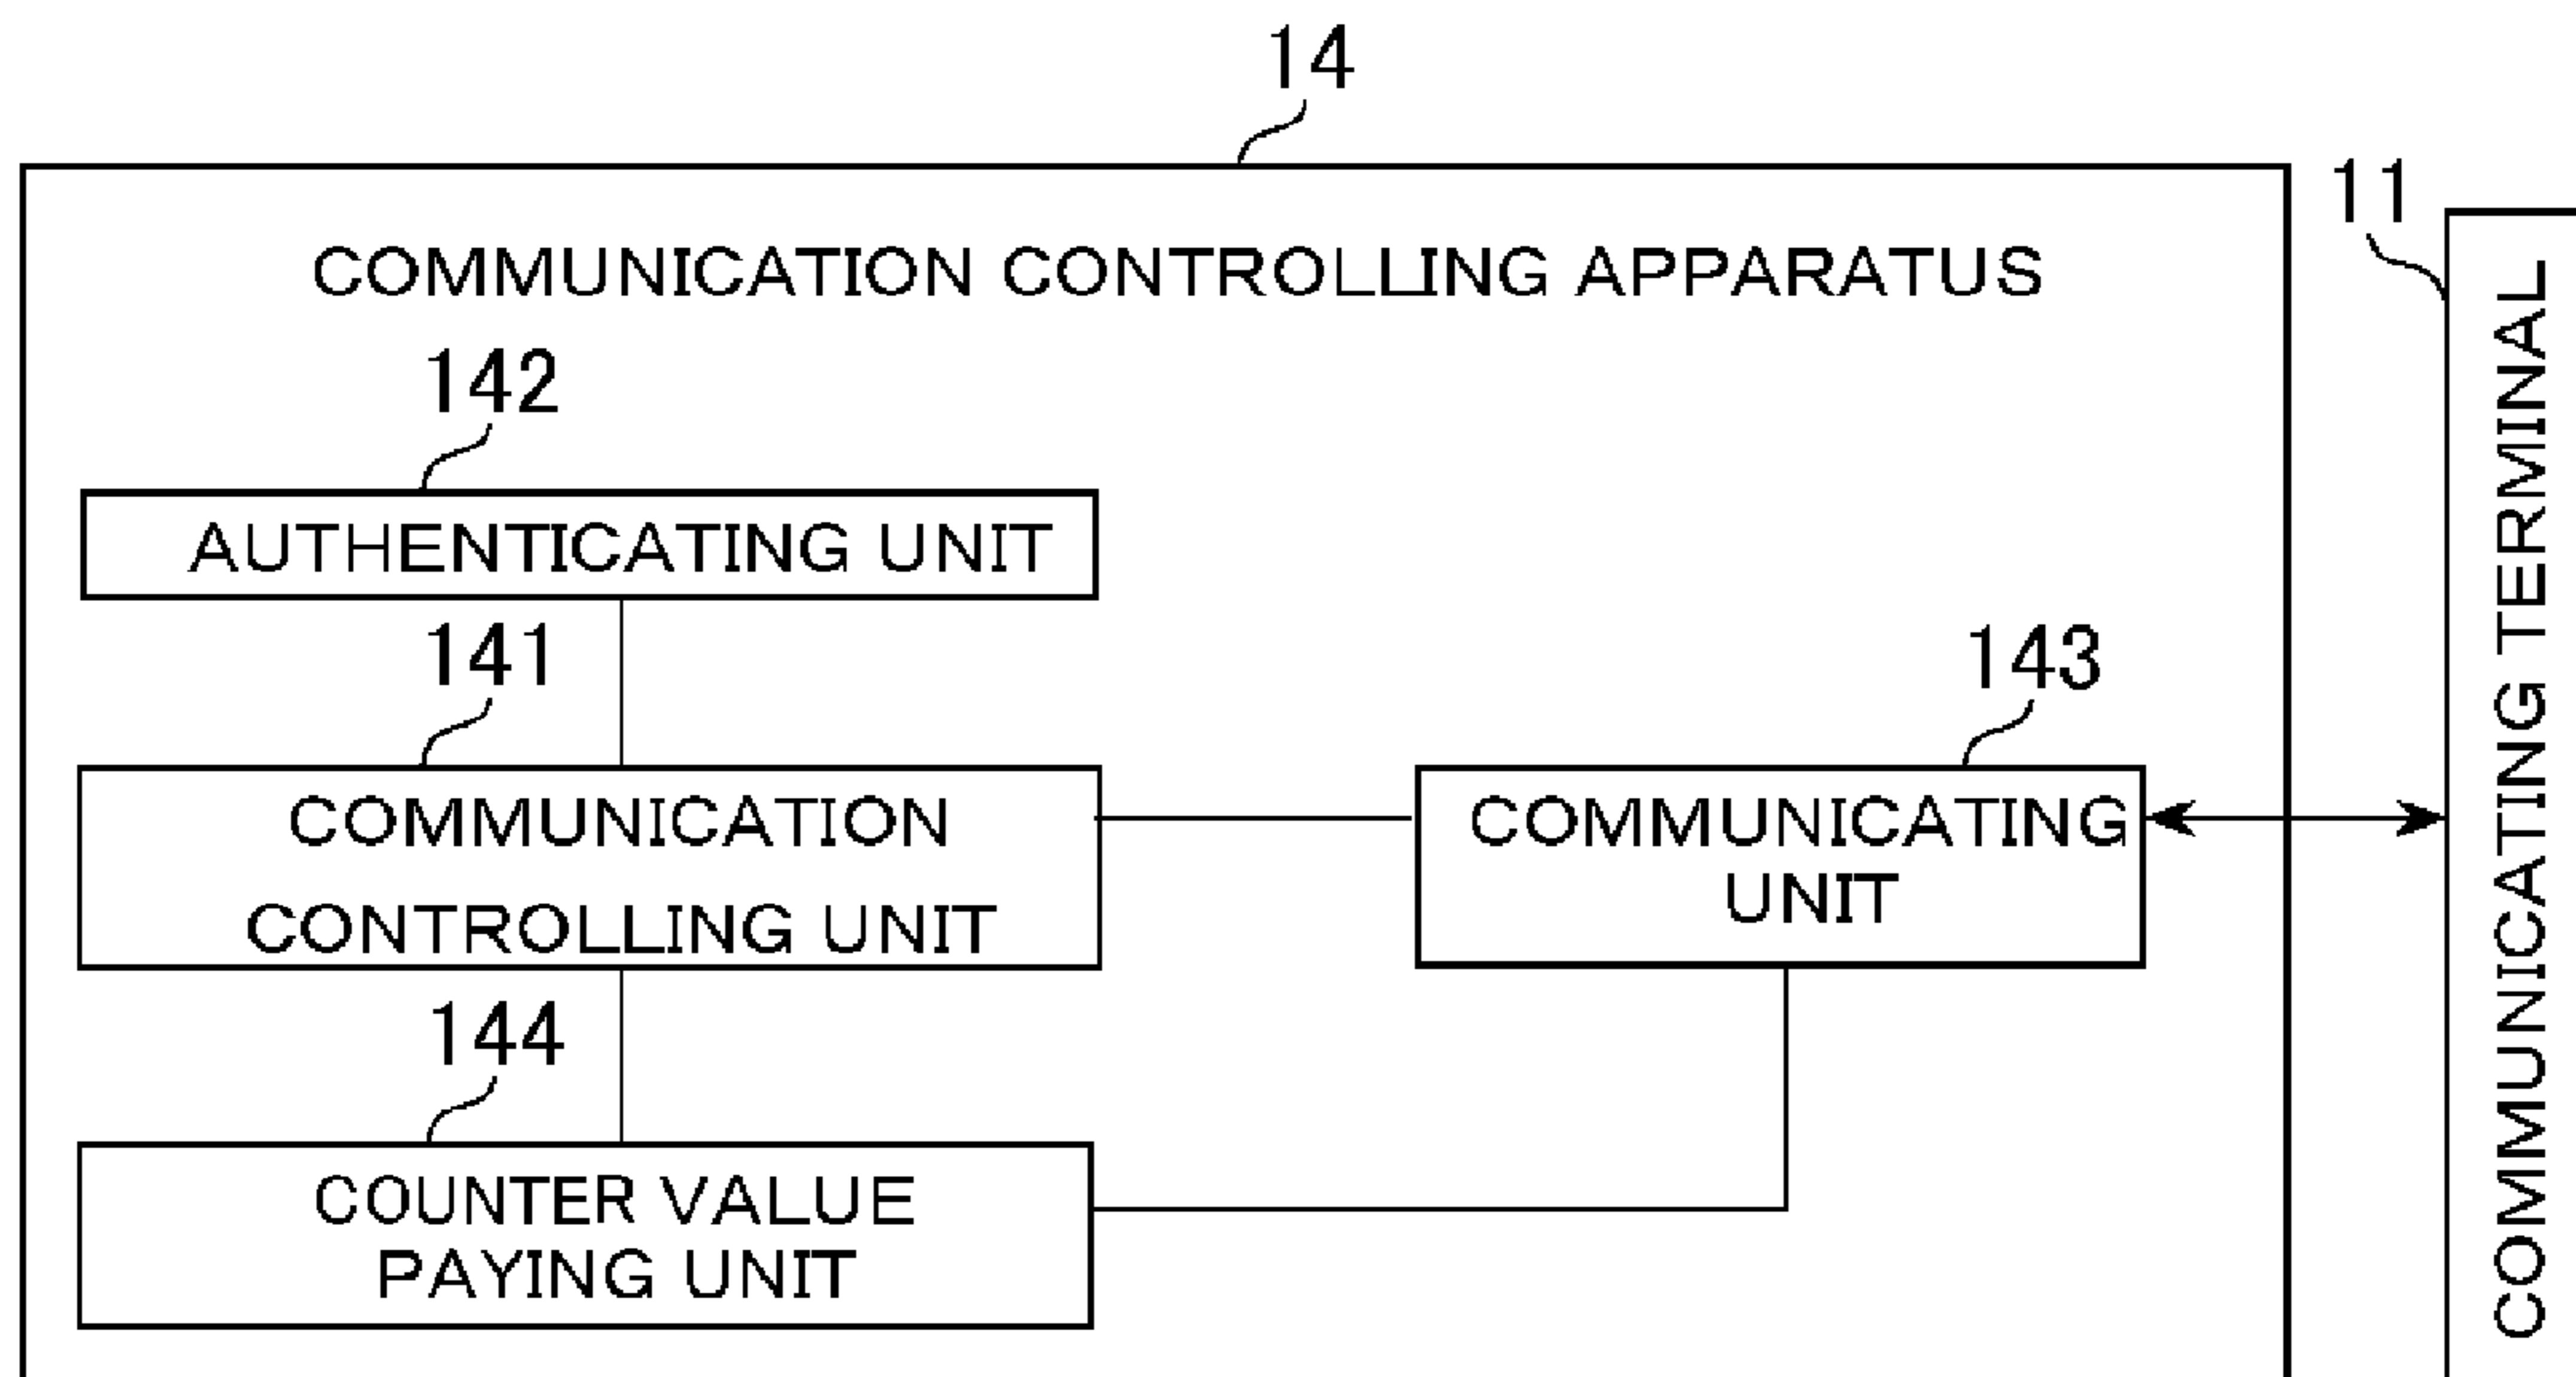 14
11
COMMUNICATION CONTROLLING APPARATUS
142
AUTHENTICATING UNIT
141
COMMUNICATION
CONTROLLING UNIT
143
COMMUNICATING
UNIT
144
COUNTER VALUE
PAYING UNIT
COMMUNICATING TERMINAL